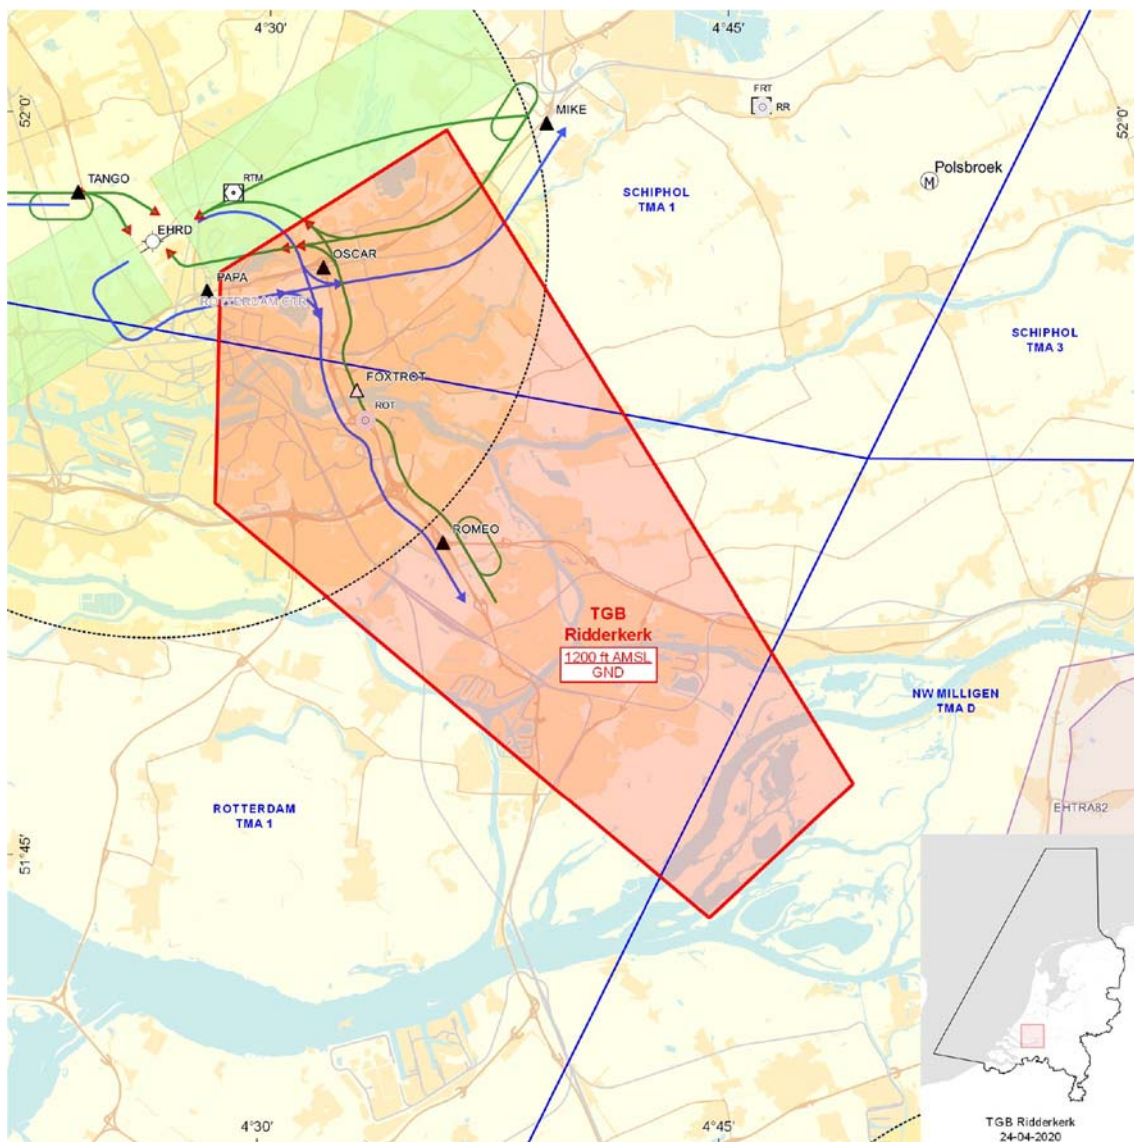 4°30'
4°45'
52°0'
52°0'
MIKE
FRT
RR
TANGO
RTM
Polsbroek
M
SCHIPHOL
TMA 1
EHRD
OSCAR
PAPA
ROTTERDAM CTR
SCHIPHOL
TMA 3
FOXTROT
ROT
ROMEO
TGB
Ridderkerk
1200 ft AMSL
GND
NW MILLIGEN
TMA D
ROTTERDAM
TMA 1
EHTRA82
51°45'
4°30'
4°45'
TGB Ridderkerk
24-04-2020